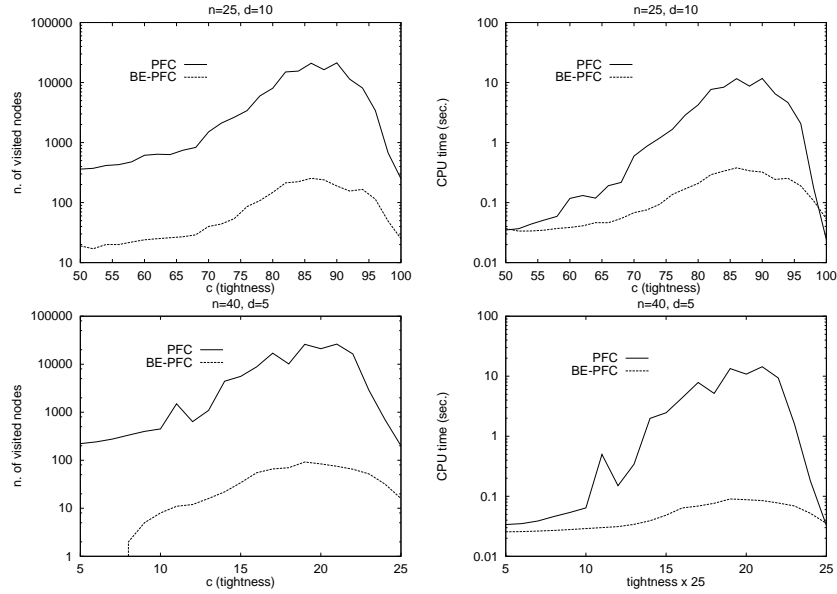 n=25, d=10
n. of visited nodes
100000
10000
1000
100
10
PFC
BE-PFC
50 55 60 65 70 75 80 85 90 95 100
c (tightness)
n=25, d=10
CPU time (sec.)
100
10
1
0.1
0.01
PFC
BE-PFC
50 55 60 65 70 75 80 85 90 95 100
c (tightness)
n=40, d=5
n. of visited nodes
100000
10000
1000
100
10
1
PFC
BE-PFC
5 10 15 20 25
c (tightness)
n=40, d=5
CPU time (sec.)
100
10
1
0.1
0.01
PFC
BE-PFC
5 10 15 20 25
tightness x 25